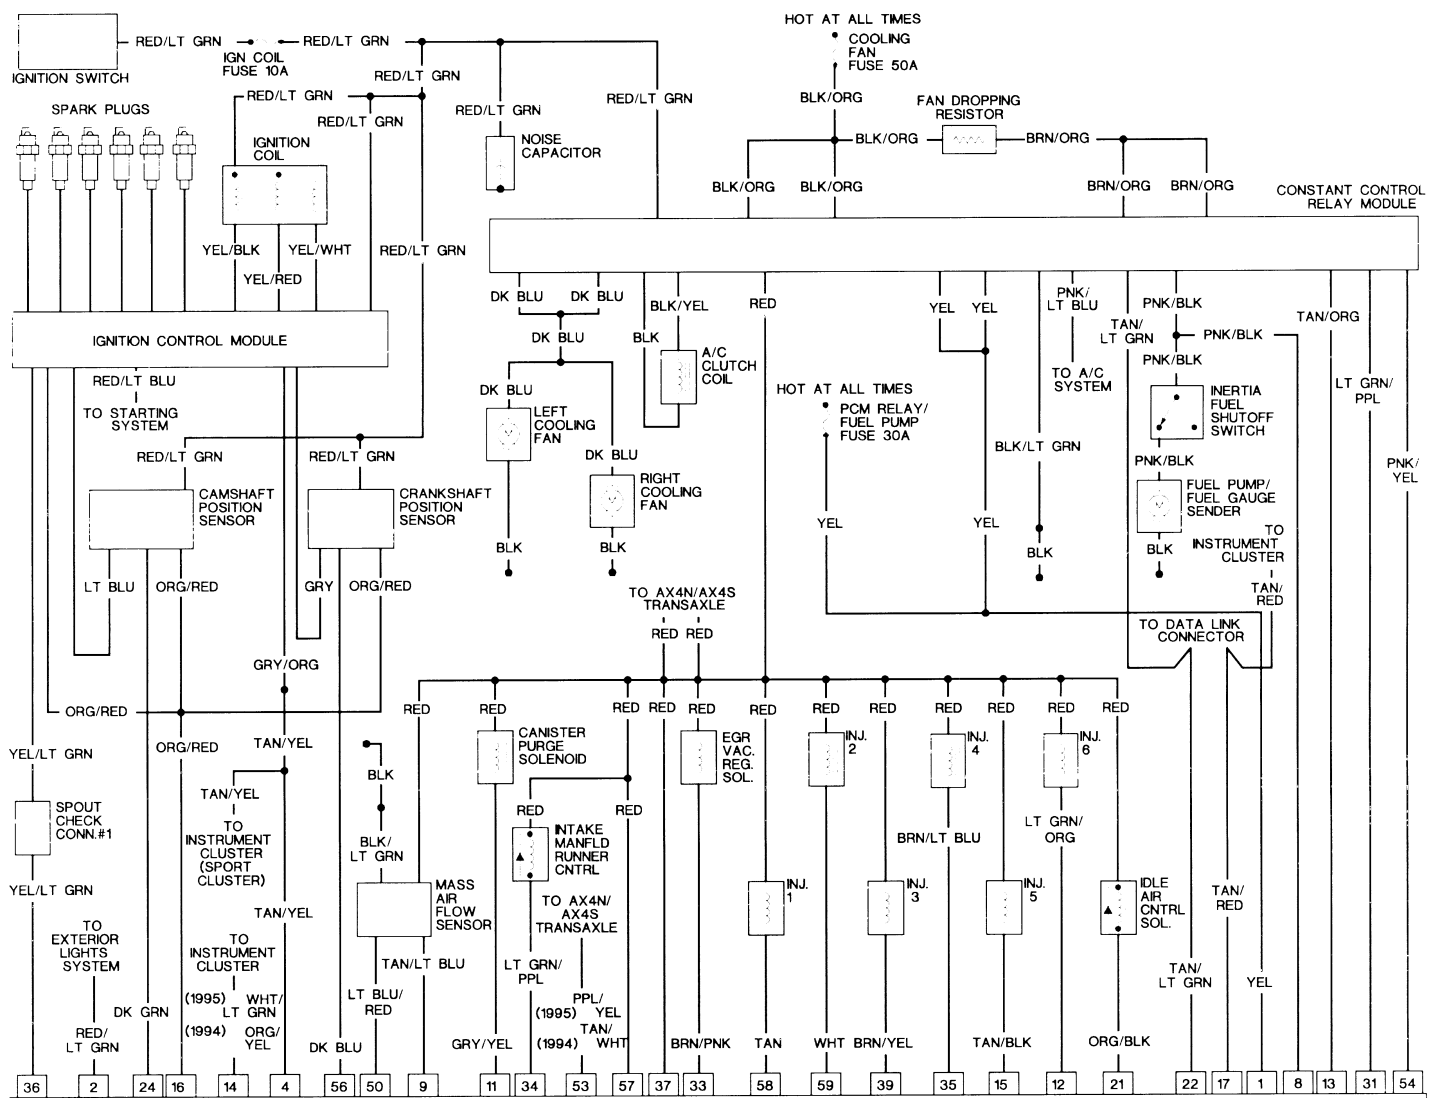 HOT AT ALL TIMES
COOLING
FAN
FUSE 50A
RED/LT GRN
RED/LT GRN
IGN COIL
FUSE 10A
IGNITION SWITCH
RED/LT GRN
RED/LT GRN
RED/LT GRN
RED/LT GRN
RED/LT GRN
BLK/ORG
FAN DROPPING
RESISTOR
SPARK PLUGS
IGNITION
COIL
NOISE
CAPACITOR
BLK/ORG
BRN/ORG
BLK/ORG
BLK/ORG
BRN/ORG
BRN/ORG
CONSTANT CONTROL
RELAY MODULE
YEL/BLK
YEL/WHT
YEL/RED
RED/LT GRN
DK BLU
DK BLU
BLK/YEL
RED
YEL
YEL
PNK/
LT BLU
PNK/BLK
TAN/
LT GRN
PNK/BLK
TAN/ORG
IGNITION CONTROL MODULE
DK BLU
BLK
PNK/BLK
A/C
CLUTCH
COIL
TO A/C
SYSTEM
RED/LT BLU
TO STARTING
SYSTEM
DK BLU
HOT AT ALL TIMES
PCM RELAY/
FUEL PUMP
FUSE 30A
LT GRN/
PPL
INERTIA
FUEL
SHUTOFF
SWITCH
LEFT
COOLING
FAN
BLK/LT GRN
RED/LT GRN
RED/LT GRN
DK BLU
PNK/BLK
PNK/
YEL
CAMSHAFT
POSITION
SENSOR
CRANKSHAFT
POSITION
SENSOR
RIGHT
COOLING
FAN
FUEL PUMP/
FUEL GAUGE
SENDER
YEL
YEL
TO
INSTRUMENT
CLUSTER
BLK
BLK
BLK
BLK
LT BLU
ORG/RED
GRY
ORG/RED
TO AX4N/AX4S
TRANSAXLE
TAN/
RED
RED
RED
TO DATA LINK
CONNECTOR
GRY/ORG
ORG/RED
RED
RED
RED
RED
RED
RED
RED
RED
RED
RED
RED
RED
YEL/LT GRN
ORG/RED
TAN/YEL
CANISTER
PURGE
SOLENOID
EGR
VAC.
REG.
SOL.
INJ.
2
INJ.
4
INJ.
6
BLK
TAN/YEL
SPOUT
CHECK
CONN.#1
TO
INSTRUMENT
CLUSTER
(SPORT
CLUSTER)
RED
RED
BLK/
LT GRN
INTAKE
MANFLD
RUNNER
CNTRL
BRN/LT BLU
LT GRN/
ORG
YEL/LT GRN
TAN/YEL
MASS
AIR
FLOW
SENSOR
TO AX4N/
AX4S
TRANSAXLE
INJ.
1
INJ.
3
INJ.
5
IDLE
AIR
CNTRL
SOL.
TAN/
RED
TO
EXTERIOR
LIGHTS
SYSTEM
TO
INSTRUMENT
CLUSTER
TAN/LT BLU
LT GRN/
PPL
TAN/
LT GRN
YEL
(1995)
WHT/
LT GRN
(1994)
ORG/
YEL
DK GRN
LT BLU/
RED
(1995)
PPL/
YEL
(1994)
TAN/
WHT
RED/
LT GRN
DK BLU
GRY/YEL
BRN/PNK
TAN
WHT
BRN/YEL
TAN/BLK
ORG/BLK
36
2
24
16
14
4
56
50
9
11
34
53
57
37
33
58
59
39
35
15
12
21
22
17
1
8
13
31
54